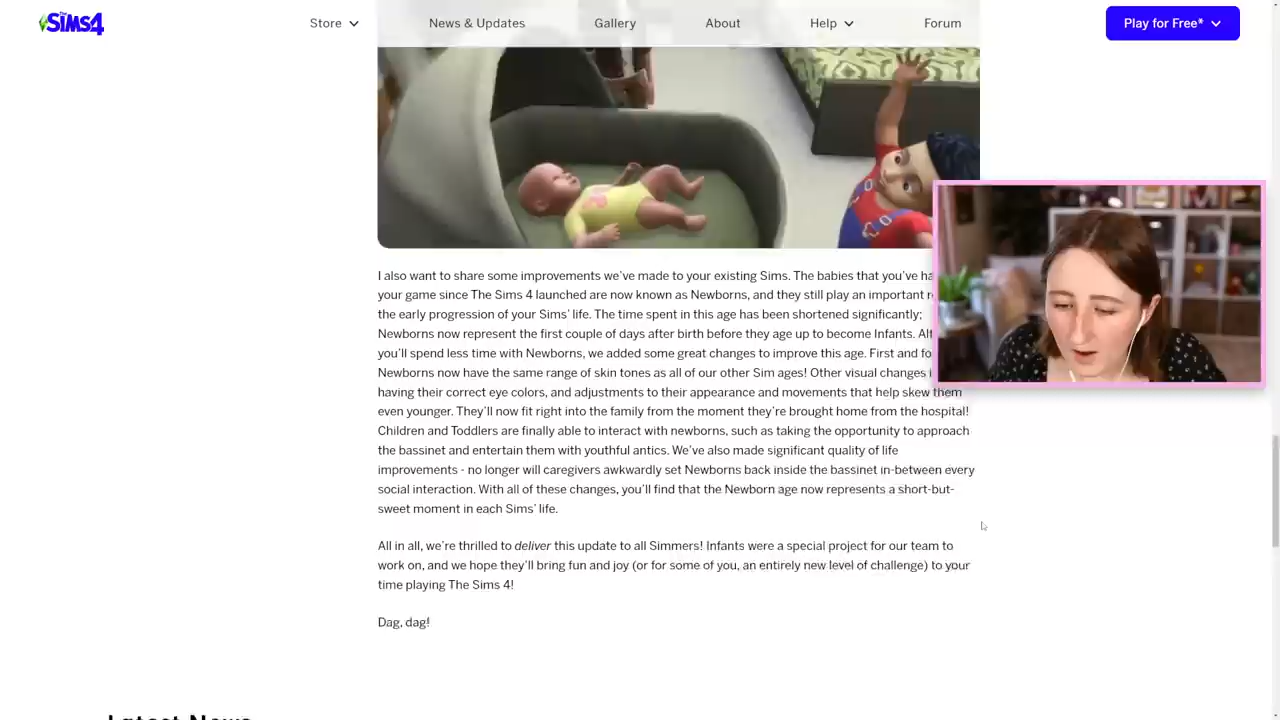 The Sims 4
Store
News & Updates
Gallery
About
Help
Forum
Play for Free*
I also want to share some improvements we've made to your existing Sims. The babies that you've
your game since The Sims 4 launched are now known as Newborns, and they still play an important
the early progression of your Sims' life. The time spent in this age has been shortened significantly;
Newborns now represent the first couple of days after birth before they age up to become Infants.
you'll spend less time with Newborns, we added some great changes to improve this age. First and
Newborns now have the same range of skin tones as all of our other Sim ages! Other visual changes
having their correct eye colors, and adjustments to their appearance and movements that help skew them
even younger. They'll now fit right into the family from the moment they're brought home from the hospital!
Children and Toddlers are finally able to interact with newborns, such as taking the opportunity to approach
the bassinet and entertain them with youthful antics. We've also made significant quality of life
improvements - no longer will caregivers awkwardly set Newborns back inside the bassinet in-between every
social interaction. With all of these changes, you'll find that the Newborn age now represents a short-but-
sweet moment in each Sims' life.
All in all, we're thrilled to deliver this update to all Simmers! Infants were a special project for our team to
work on, and we hope they'll bring fun and joy (or for some of you, an entirely new level of challenge) to your
time playing The Sims 4!
Dag, dag!
Latest News